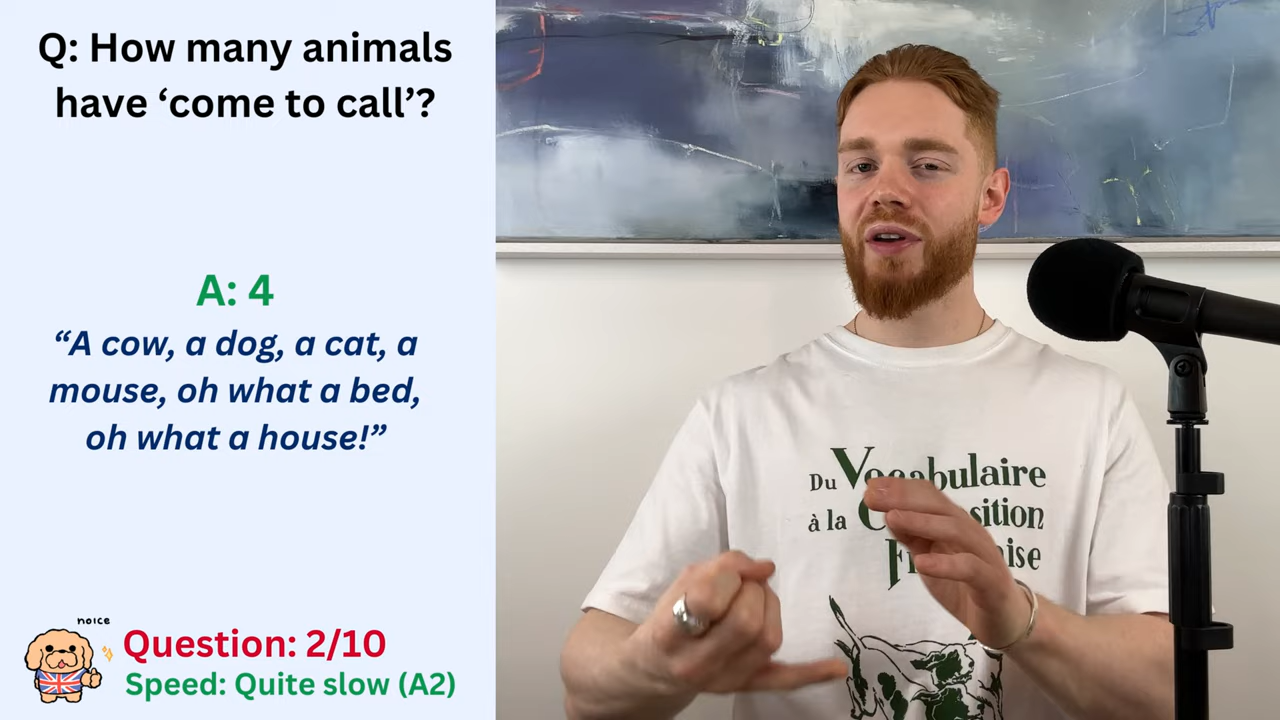 Q: How many animals
have ‘come to call’?
A: 4
“A cow, a dog, a cat, a
mouse, oh what a bed,
oh what a house!”
noice
Question: 2/10
Speed: Quite slow (A2)
Du Vocabulaire
à la